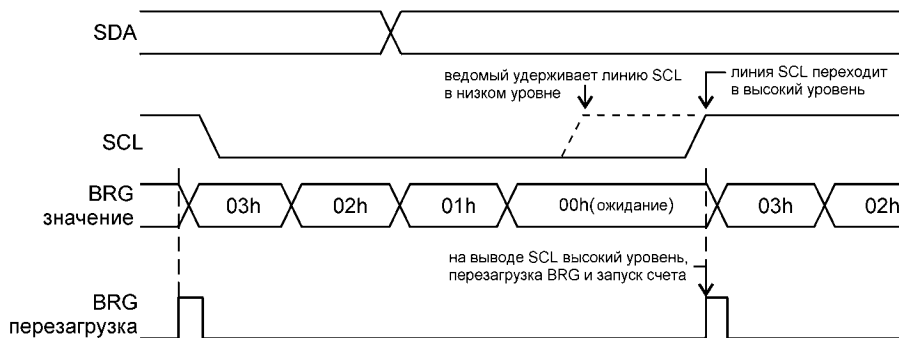 SDA
ведомый удерживает линию SCL
в низком уровне
линия SCL переходит
в высокий уровень
SCL
BRG
значение
03h
02h
01h
00h(ожидание)
03h
02h
на выводе SCL высокий уровень,
перезагрузка BRG и запуск счета
BRG
перезагрузка